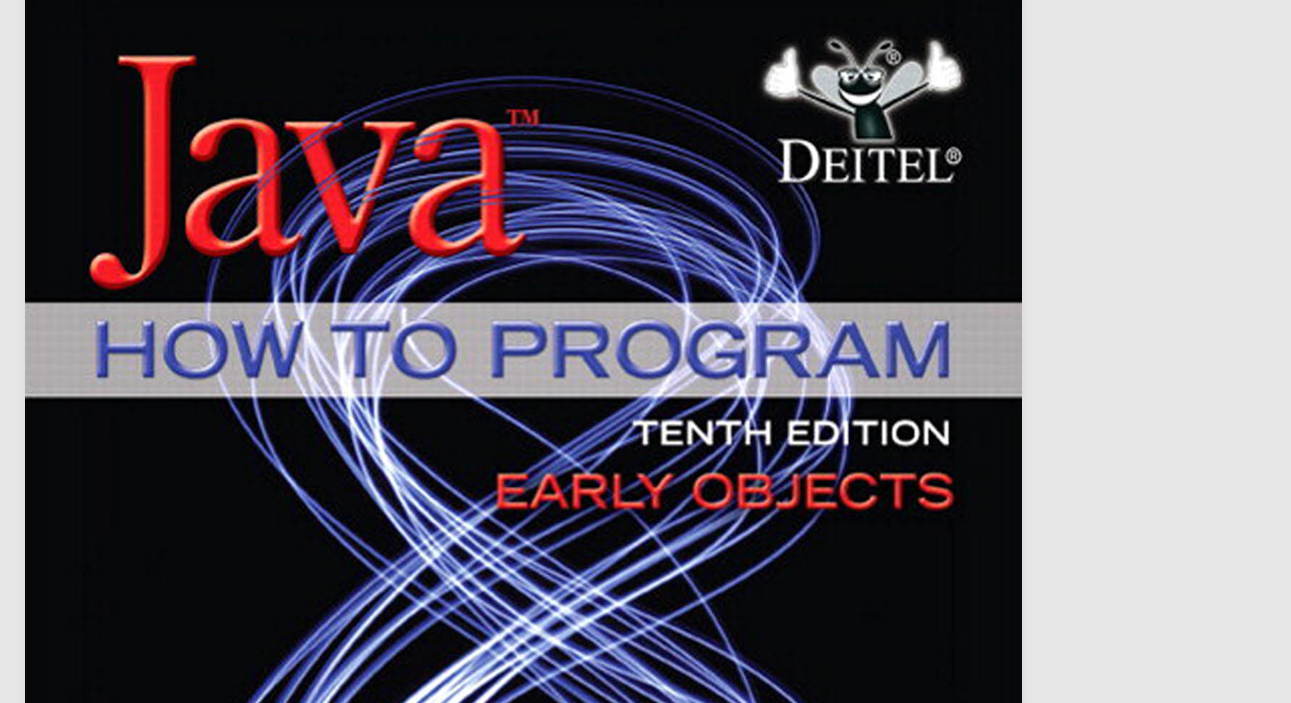 Java™
DEITEL®
HOW TO PROGRAM
TENTH EDITION
EARLY OBJECTS